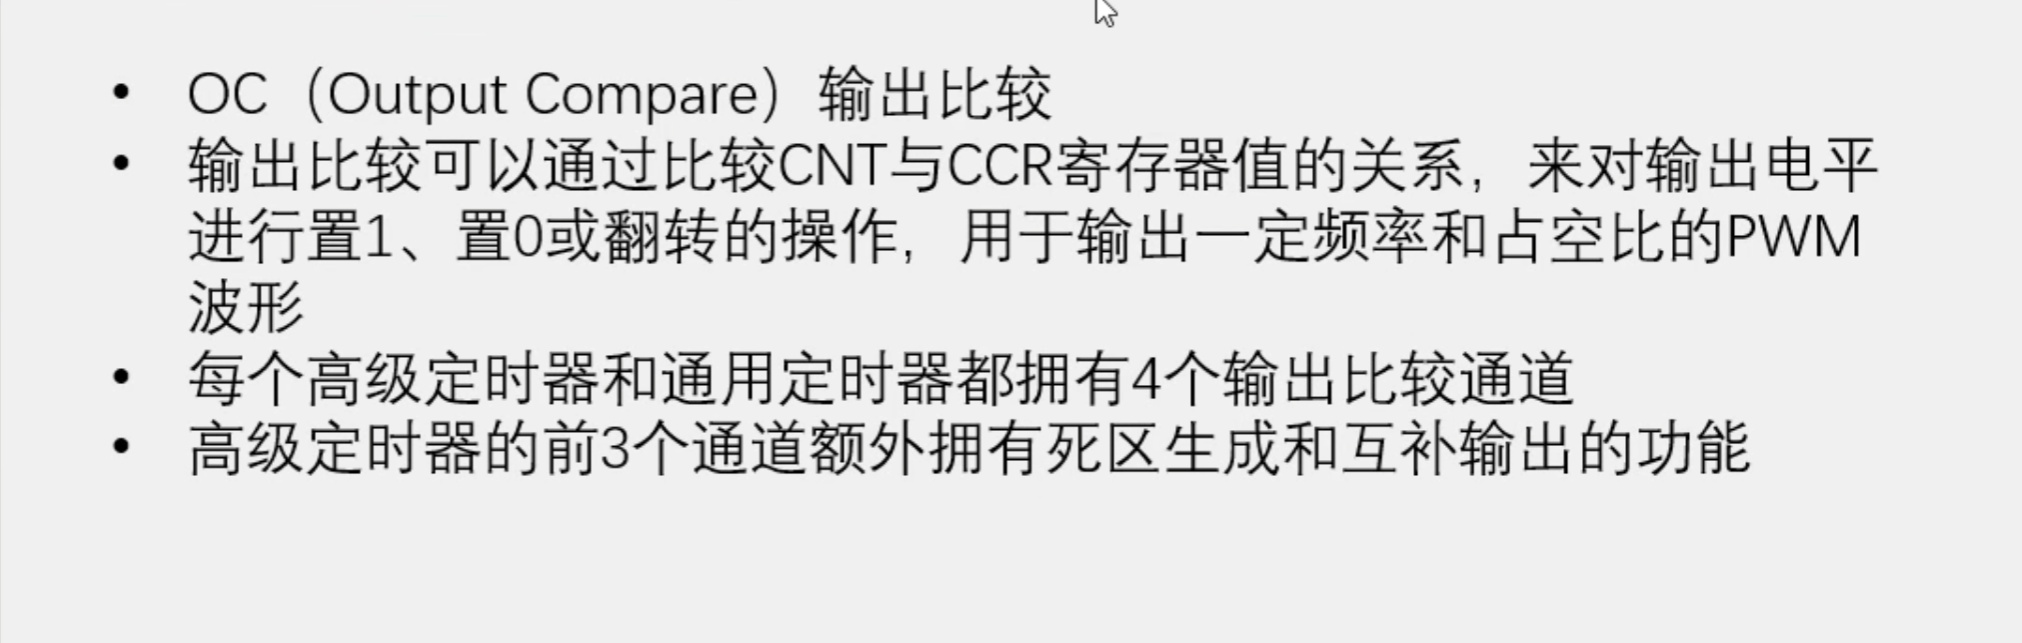 • OC（Output Compare）输出比较
• 输出比较可以通过比较CNT与CCR寄存器值的关系，来对输出电平
进行置1、置0或翻转的操作，用于输出一定频率和占空比的PWM
波形
• 每个高级定时器和通用定时器都拥有4个输出比较通道
• 高级定时器的前3个通道额外拥有死区生成和互补输出的功能